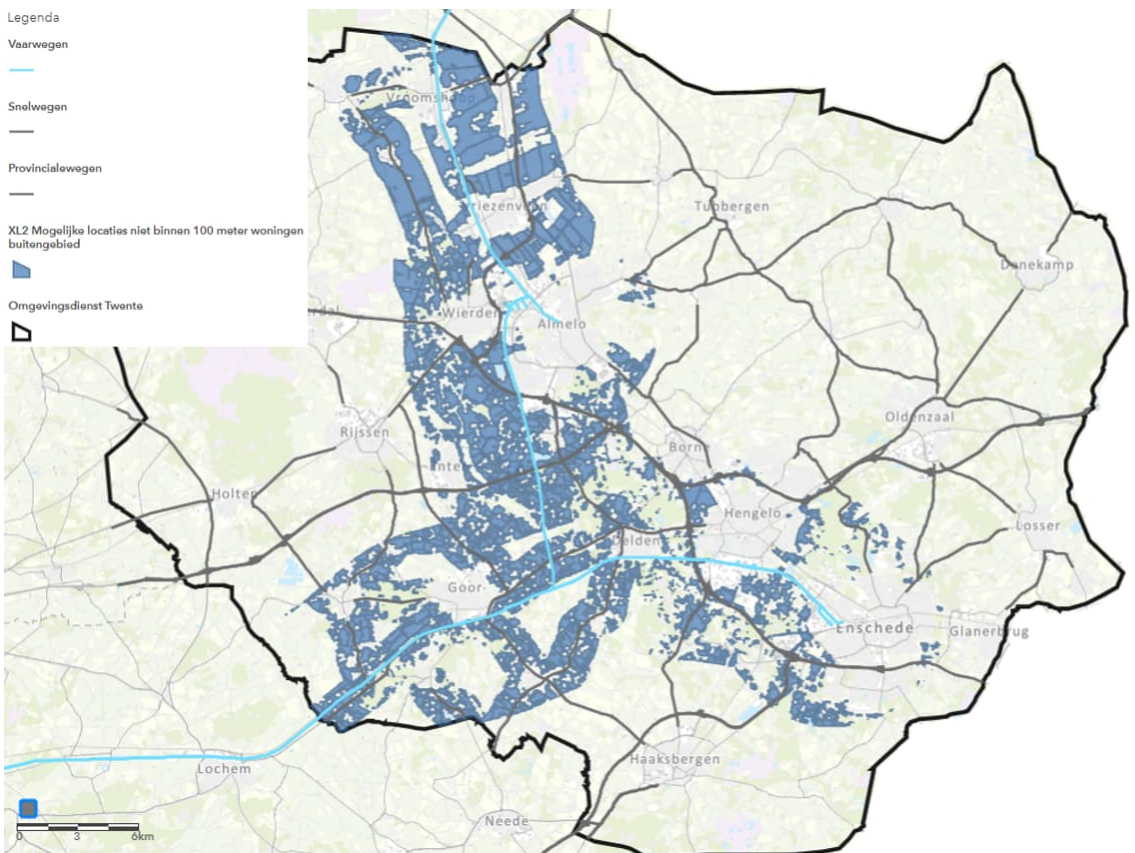 Legenda
Vaarwegen
Snelwegen
Provincialewegen
XL2 Mogelijke locaties niet binnen 100 meter woningen
buitengebied
Omgevingsdienst Twente
Vroomshoop
Tubbergen
Denekamp
Wierden
Almelo
Oldenzaal
Rijssen
Borne
Holten
Hengelo
Losser
Delden
Goor
Enschede
Glanerbrug
Lochem
Haaksbergen
Neede
0 3 6km